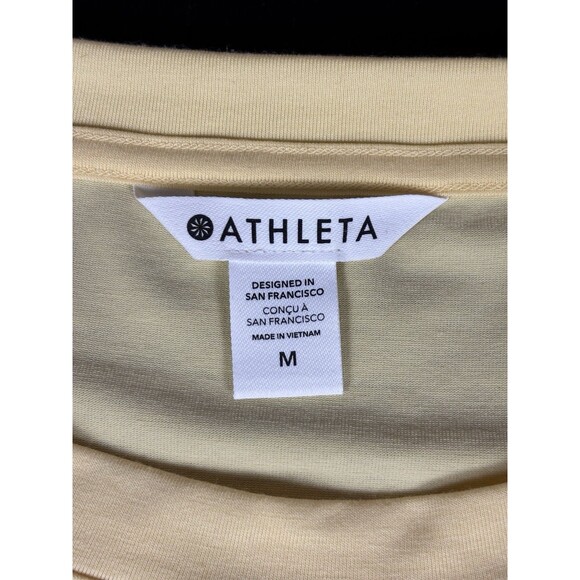 ATHLETA
DESIGNED IN
SAN FRANCISCO
CONÇU À
SAN FRANCISCO
MADE IN VIETNAM
M